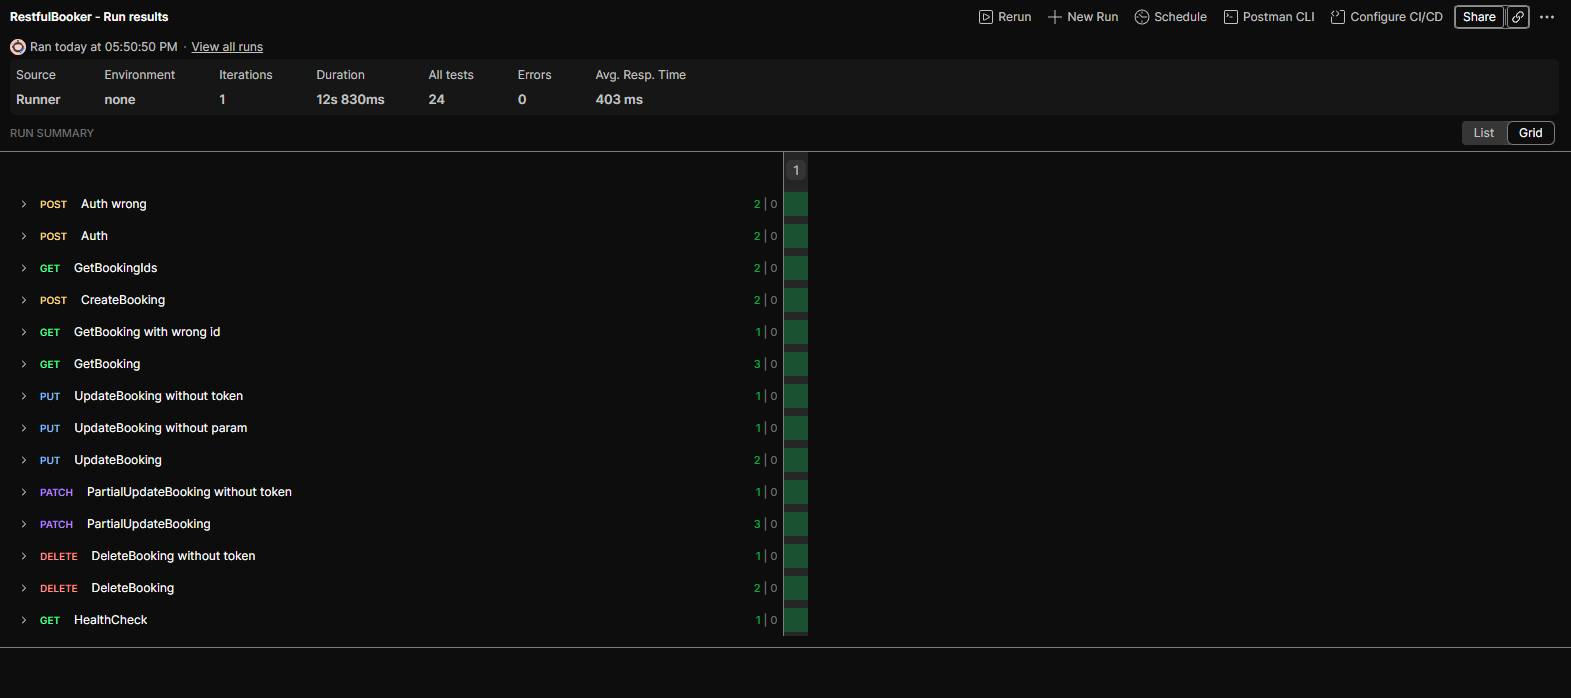 RestfulBooker - Run results
Rerun New Run Schedule Postman CLI Configure CI/CD Share
Ran today at 05:50:50 PM · View all runs
Source Environment Iterations Duration All tests Errors Avg. Resp. Time
Runner none 1 12s 830ms 24 0 403 ms
RUN SUMMARY List Grid
1
POST Auth wrong 2 | 0
POST Auth 2 | 0
GET GetBookingIds 2 | 0
POST CreateBooking 2 | 0
GET GetBooking with wrong id 1 | 0
GET GetBooking 3 | 0
PUT UpdateBooking without token 1 | 0
PUT UpdateBooking without param 1 | 0
PUT UpdateBooking 2 | 0
PATCH PartialUpdateBooking without token 1 | 0
PATCH PartialUpdateBooking 3 | 0
DELETE DeleteBooking without token 1 | 0
DELETE DeleteBooking 2 | 0
GET HealthCheck 1 | 0